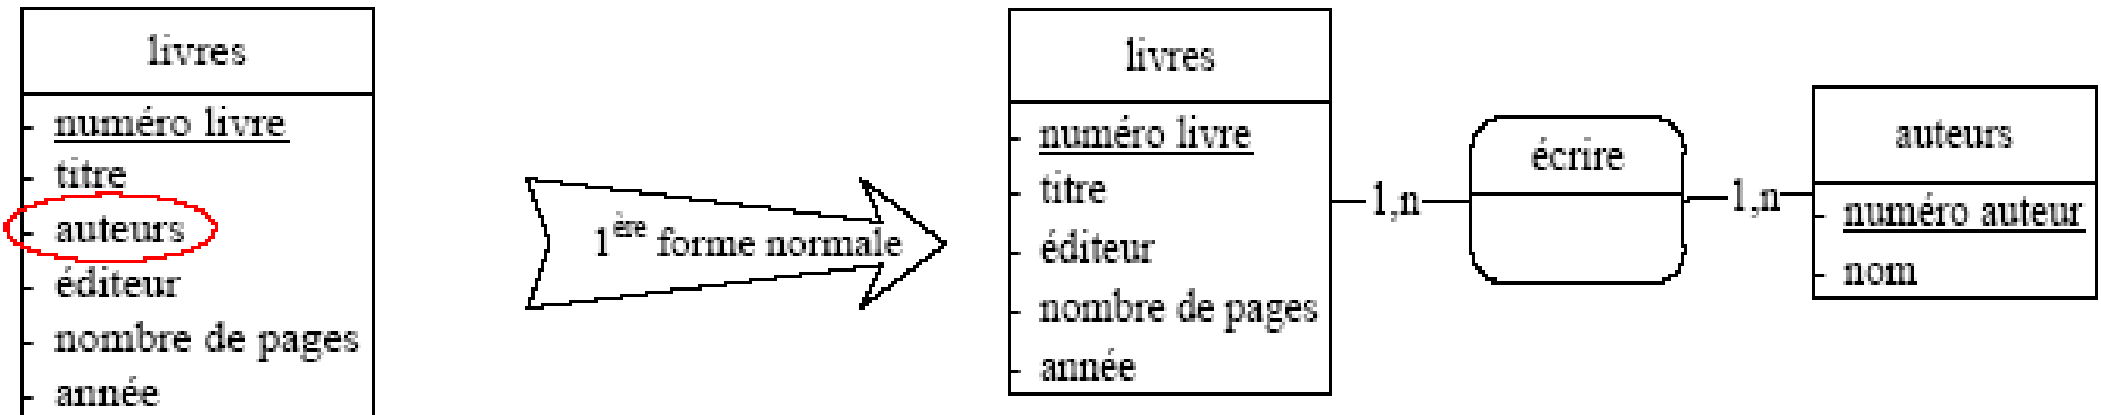 livres
- numéro livre
- titre
- auteurs
- éditeur
- nombre de pages
- année
1ère forme normale
livres
- numéro livre
- titre
- éditeur
- nombre de pages
- année
1,n
écrire
1,n
auteurs
- numéro auteur
- nom